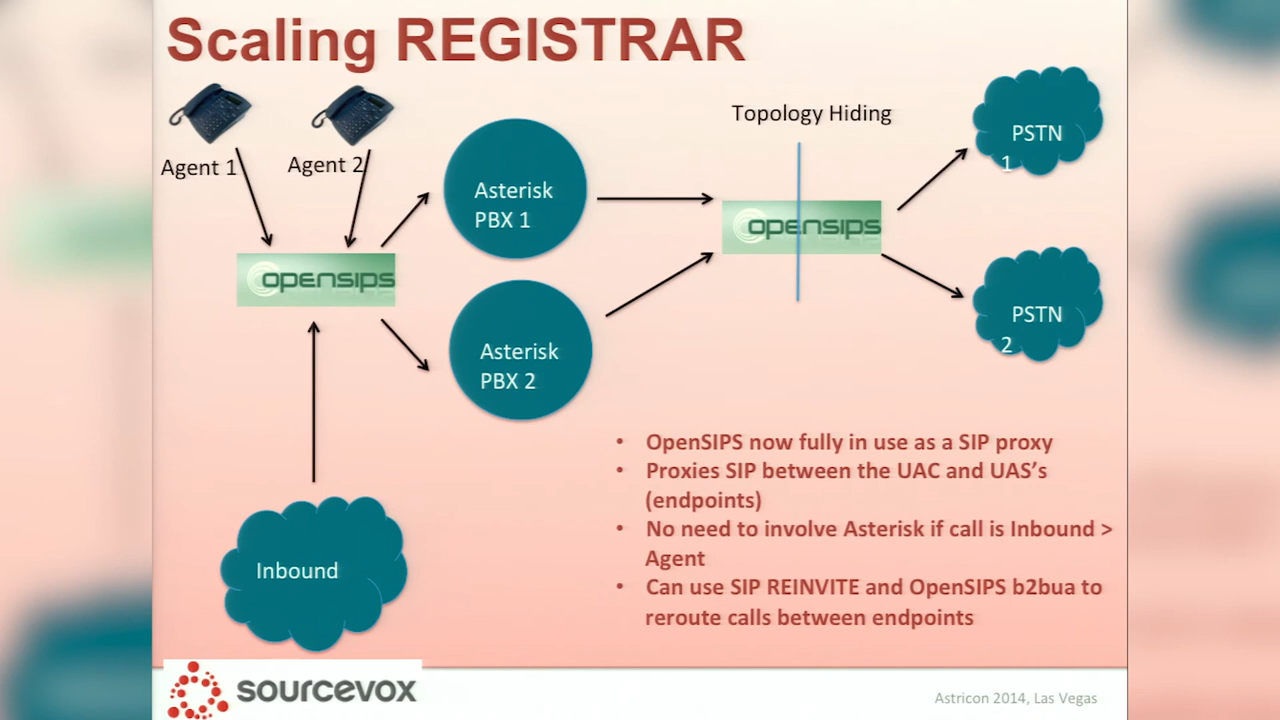 Scaling REGISTRAR
Agent 1
Agent 2
opensips
Asterisk
PBX 1
Asterisk
PBX 2
Topology Hiding
opensips
PSTN
1
PSTN
2
Inbound
• OpenSIPS now fully in use as a SIP proxy
• Proxies SIP between the UAC and UAS's
(endpoints)
• No need to involve Asterisk if call is Inbound >
Agent
• Can use SIP REINVITE and OpenSIPS b2bua to
reroute calls between endpoints
sourcevox
Astricon 2014, Las Vegas